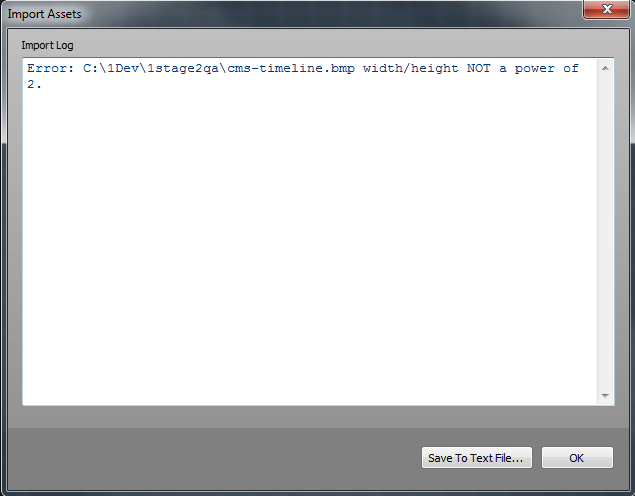 Import Assets
Import Log
Error: C:\1Dev\1stage2qa\cms-timeline.bmp width/height NOT a power of
2.
Save To Text File...
OK